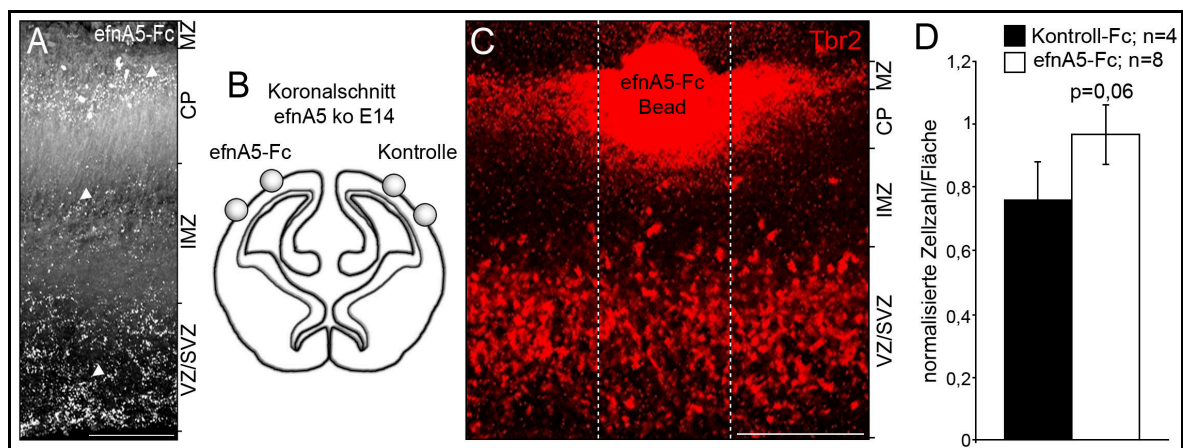 A
efnA5-Fc
MZ
CP
IMZ
VZ/SVZ
B
Koronalschnitt
efnA5 ko E14
efnA5-Fc
Kontrolle
C
Tbr2
efnA5-Fc
Bead
MZ
CP
IMZ
VZ/SVZ
D
Kontroll-Fc; n=4
efnA5-Fc; n=8
p=0,06
normalisierte Zellzahl/Fläche
1,2
1
0,8
0,6
0,4
0,2
0